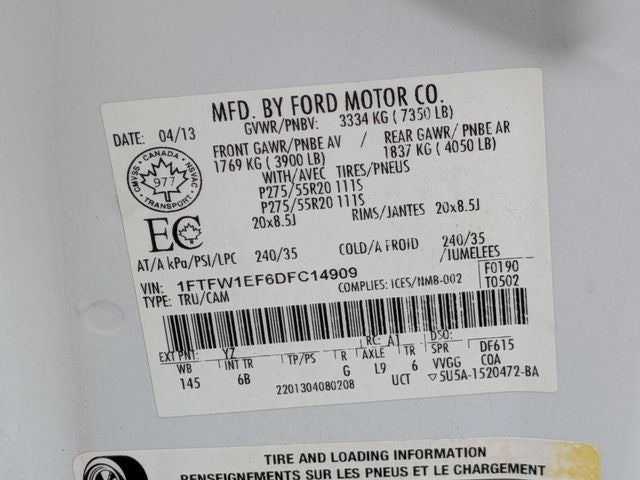 MFD. BY FORD MOTOR CO.
DATE: 04/13
GVWR/PNBV: 3334 KG ( 7350 LB)
FRONT GAWR/PNBE AV / REAR GAWR/ PNBE AR
1769 KG ( 3900 LB) 1837 KG ( 4050 LB)
WITH/AVEC TIRES/PNEUS
P275/55R20 111S
P275/55R20 111S
20x8.5J RIMS/JANTES 20x8.5J
CANADA
CMVSS NSVAC
977
TRANSPORT
EC
AT/A kPa/PSI/LPC 240/35 COLD/A FROID 240/35
/JUMELEES
VIN: 1FTFW1EF6DFC14909
COMPLIES: ICES/NMB-002
F0190
T0502
TYPE: TRU/CAM
EXT PNT: YZ RC: A1 DSO:
WB INT TR TP/PS R AXLE TR SPR DF615
145 6B G L9 6 VVGG COA
2201304080208 UCT ▽5U5A-1520472-BA
TIRE AND LOADING INFORMATION
RENSEIGNEMENTS SUR LES PNEUS ET LE CHARGEMENT